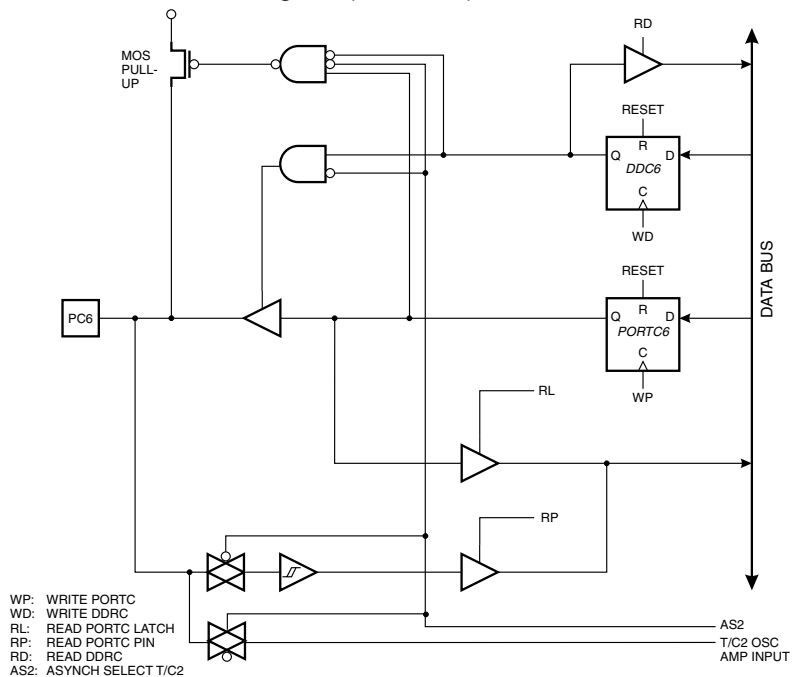 RD
MOS
PULL-
UP
RESET
R
Q
D
DDC6
C
WD
RESET
R
Q
D
PORTC6
C
WP
PC6
DATA BUS
RL
RP
WP: WRITE PORTC
WD: WRITE DDRC
RL: READ PORTC LATCH
RP: READ PORTC PIN
RD: READ DDRC
AS2: ASYNCH SELECT T/C2
AS2
T/C2 OSC
AMP INPUT